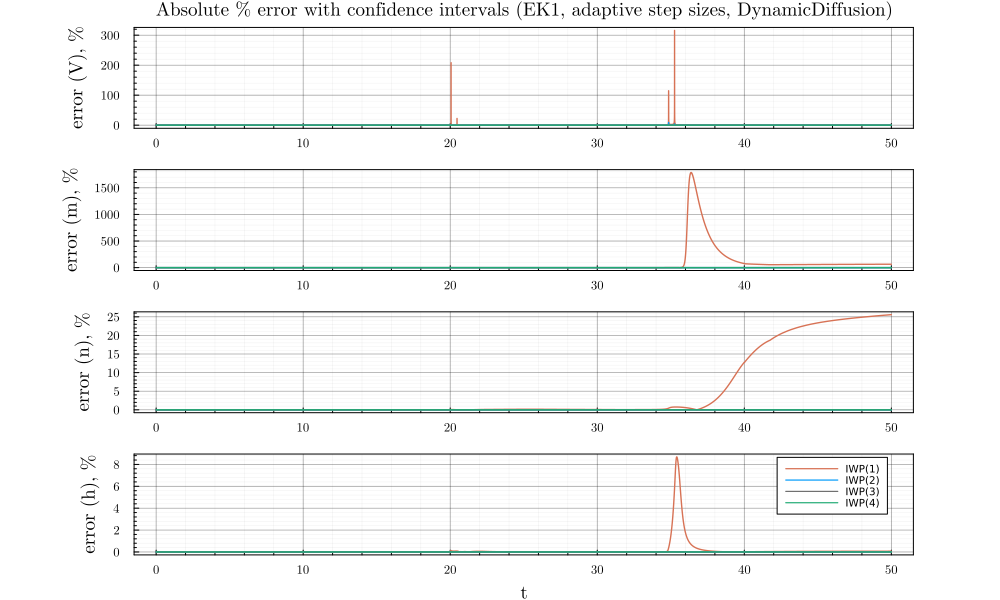 Absolute % error with confidence intervals (EK1, adaptive step sizes, DynamicDiffusion)
error (V), %
300
200
100
0
0 10 20 30 40 50
error (m), %
1500
1000
500
0
0 10 20 30 40 50
error (n), %
25
20
15
10
5
0
0 10 20 30 40 50
error (h), %
8
6
4
2
0
IWP(1)
IWP(2)
IWP(3)
IWP(4)
0 10 20 30 40 50
t